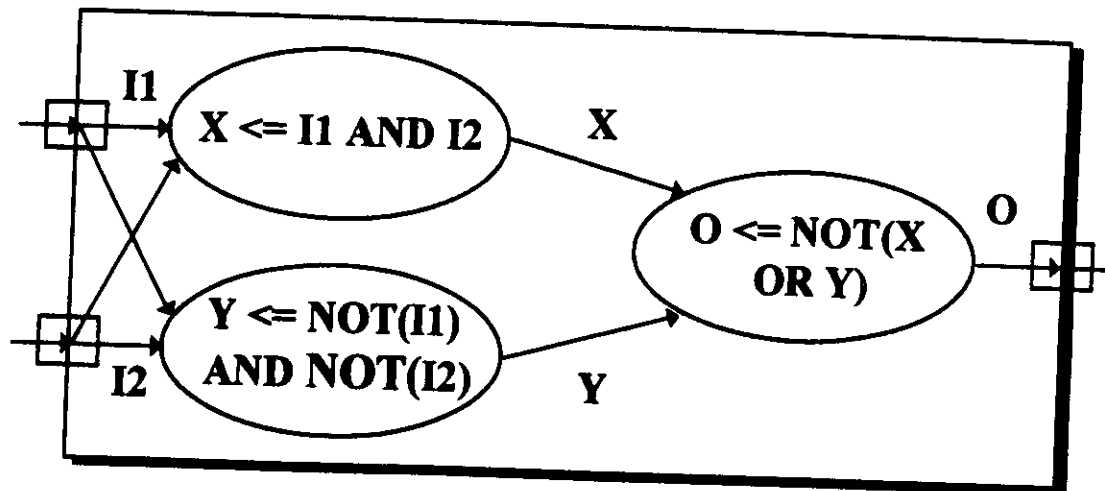 I1
X <= I1 AND I2
X
O <= NOT(X
OR Y)
O
Y <= NOT(I1)
AND NOT(I2)
I2
Y